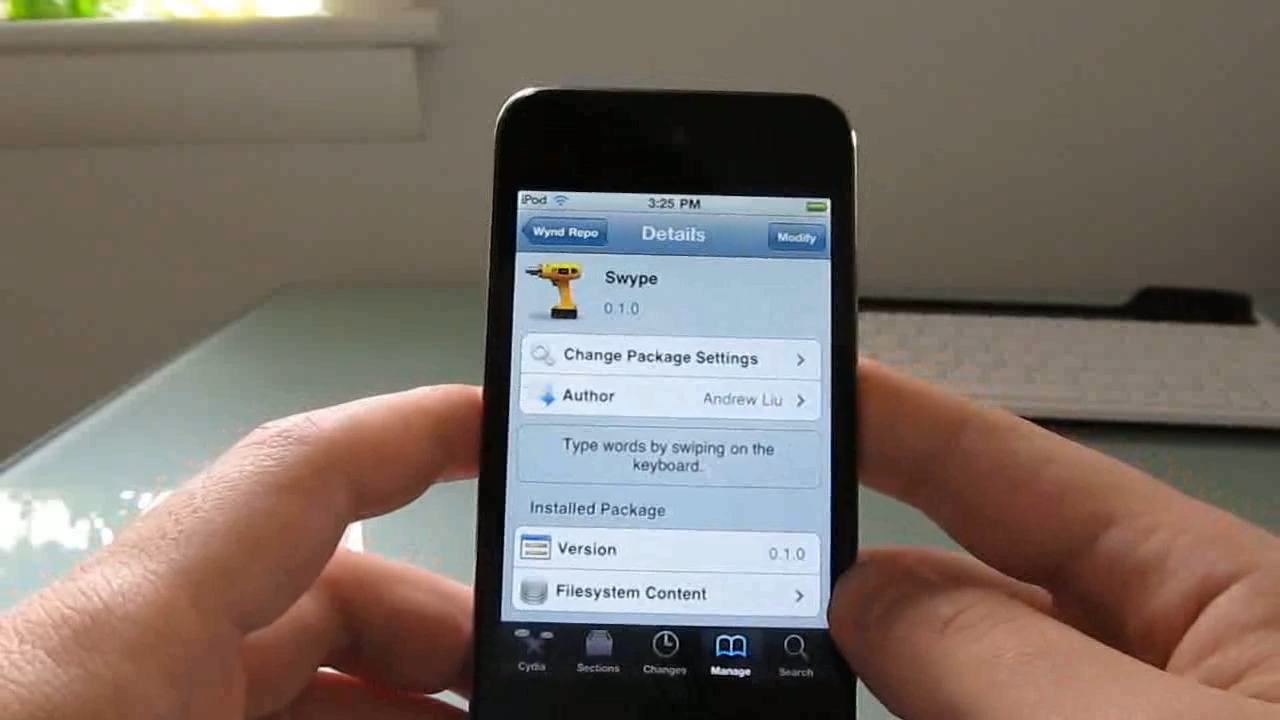 iPod 3:25 PM
Wynd Repo Details Modify
Swype
0.1.0
Change Package Settings
Author Andrew Liu
Type words by swiping on the
keyboard.
Installed Package
Version 0.1.0
Filesystem Content
Cydia Sections Changes Manage Search